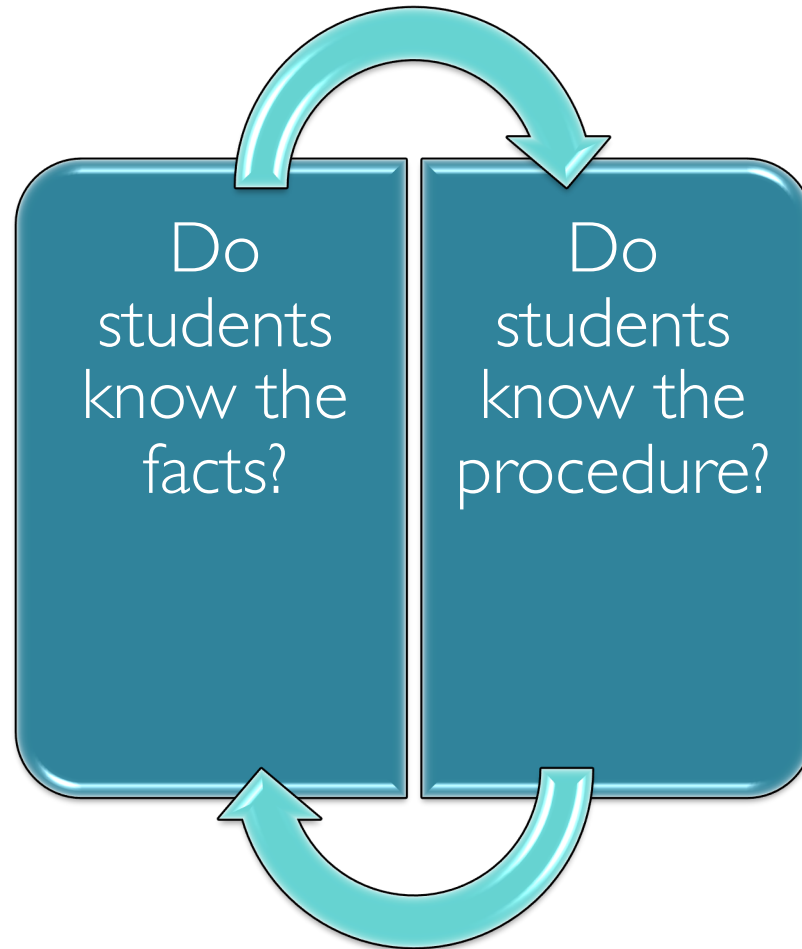 Do
students
know the
facts?
Do
students
know the
procedure?